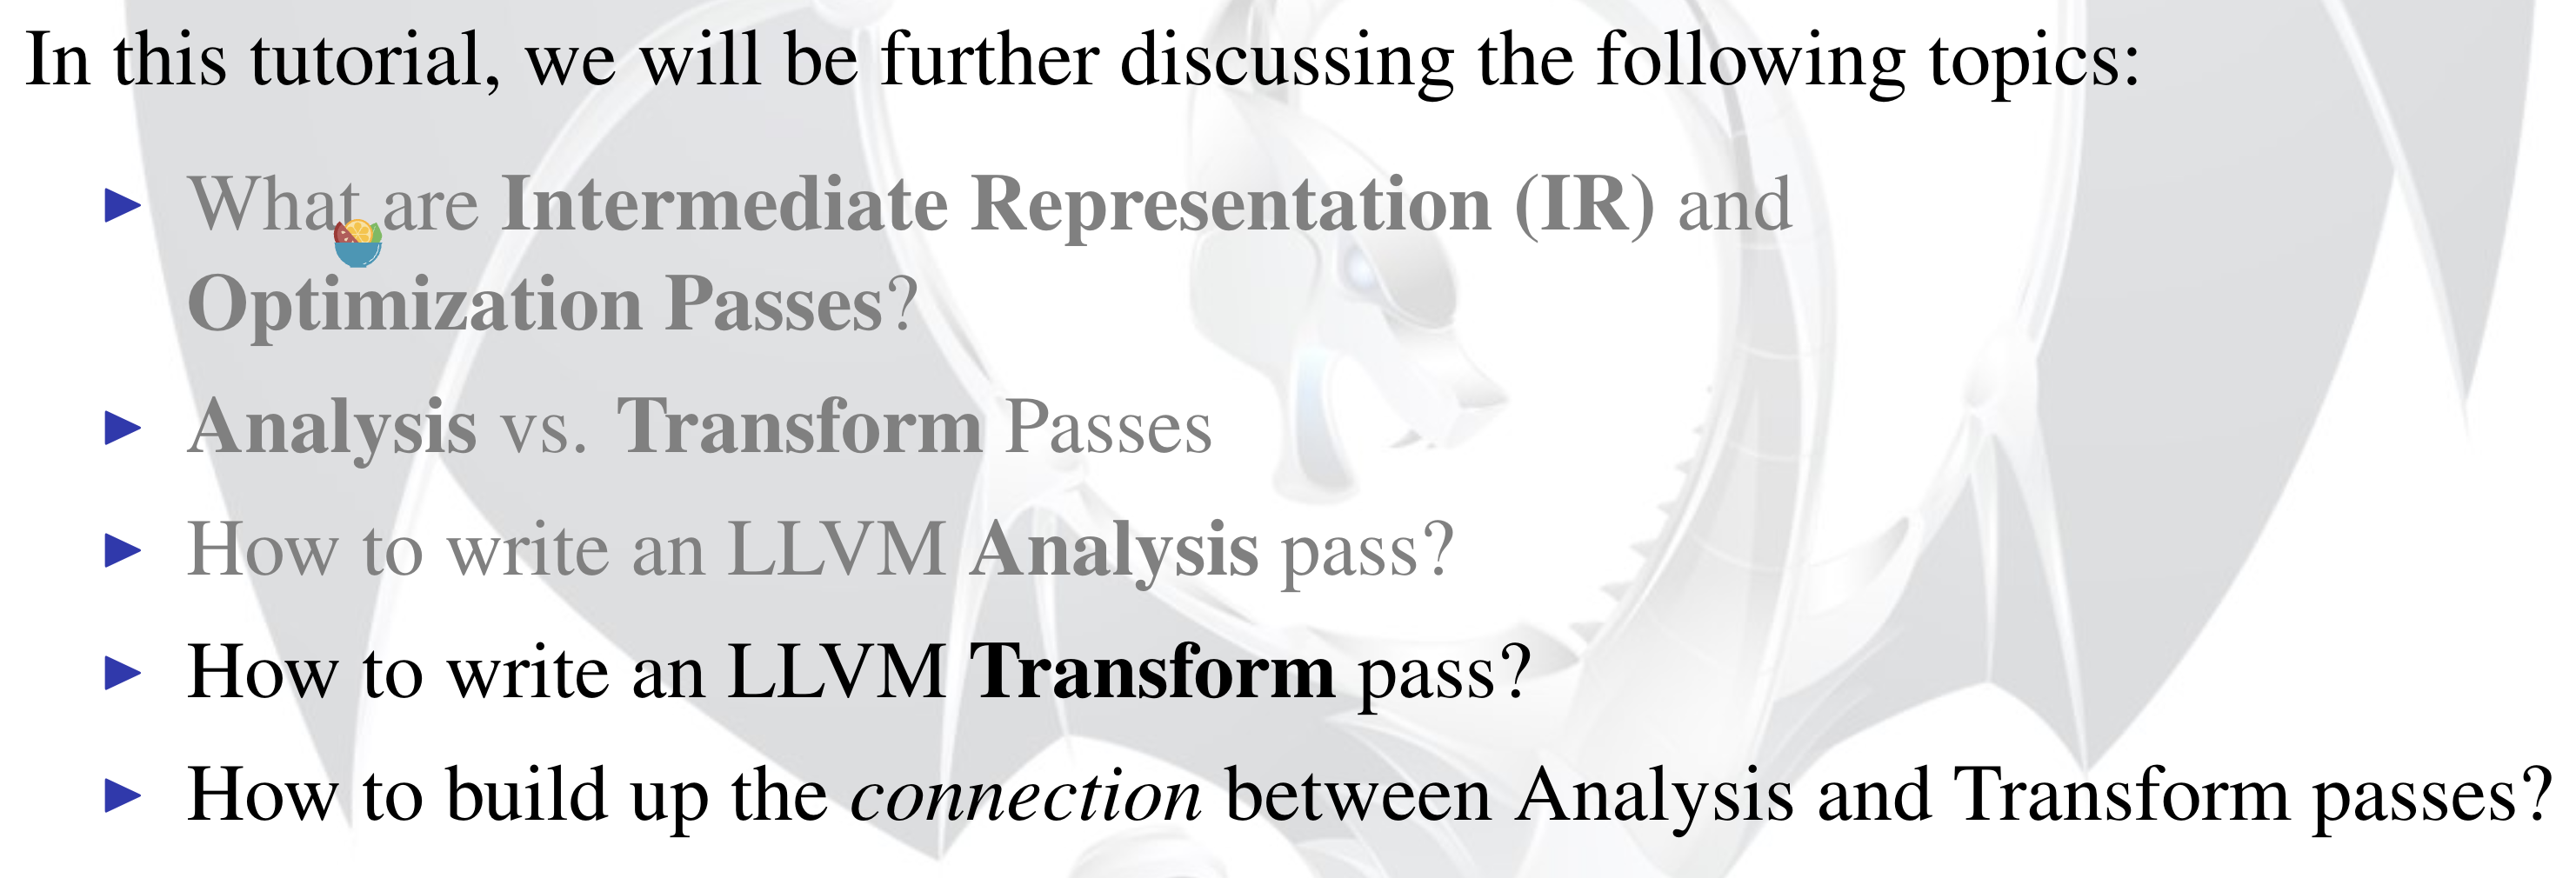 In this tutorial, we will be further discussing the following topics:
What are Intermediate Representation (IR) and
Optimization Passes?
Analysis vs. Transform Passes
How to write an LLVM Analysis pass?
How to write an LLVM Transform pass?
How to build up the connection between Analysis and Transform passes?